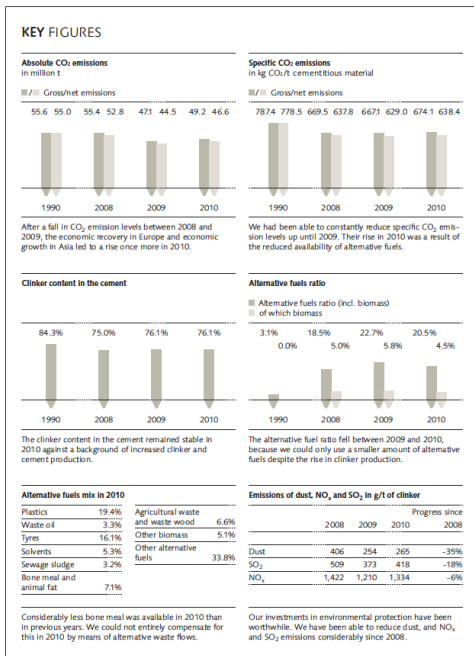 KEY FIGURES
Absolute CO₂ emissions
in million t
/ Gross/net emissions
55.6 55.0 55.4 52.8 47.1 44.5 49.2 46.6
1990 2008 2009 2010
After a fall in CO₂ emission levels between 2008 and
2009, the economic recovery in Europe and economic
growth in Asia led to a rise once more in 2010.
Specific CO₂ emissions
in kg CO₂/t cementitious material
/ Gross/net emissions
787.4 778.5 669.5 637.8 667.1 629.0 674.1 638.4
1990 2008 2009 2010
We had been able to constantly reduce specific CO₂ emis-
sion levels up until 2009. Their rise in 2010 was a result of
the reduced availability of alternative fuels.
Clinker content in the cement
84.3% 75.0% 76.1% 76.1%
1990 2008 2009 2010
The clinker content in the cement remained stable in
2010 against a background of increased clinker and
cement production.
Alternative fuels ratio
Alternative fuels ratio (incl. biomass)
of which biomass
3.1% 18.5% 22.7% 20.5%
0.0% 5.0% 5.8% 4.5%
1990 2008 2009 2010
The alternative fuel ratio fell between 2009 and 2010,
because we could only use a smaller amount of alternative
fuels despite the rise in clinker production.
Alternative fuels mix in 2010
Plastics 19.4%
Waste oil 3.3%
Tyres 16.1%
Solvents 5.3%
Sewage sludge 3.2%
Bone meal and
animal fat 7.1%
Agricultural waste
and waste wood 6.6%
Other biomass 5.1%
Other alternative
fuels 33.8%
Considerably less bone meal was available in 2010 than
in previous years. We could not entirely compensate for
this in 2010 by means of alternative waste flows.
Emissions of dust, NOₓ and SO₂ in g/t of clinker
Progress since
2008 2009 2010 2008
Dust 406 254 265 -35%
SO₂ 509 373 418 -18%
NOₓ 1,422 1,210 1,334 -6%
Our investments in environmental protection have been
worthwhile. We have been able to reduce dust, and NOₓ
and SO₂ emissions considerably since 2008.